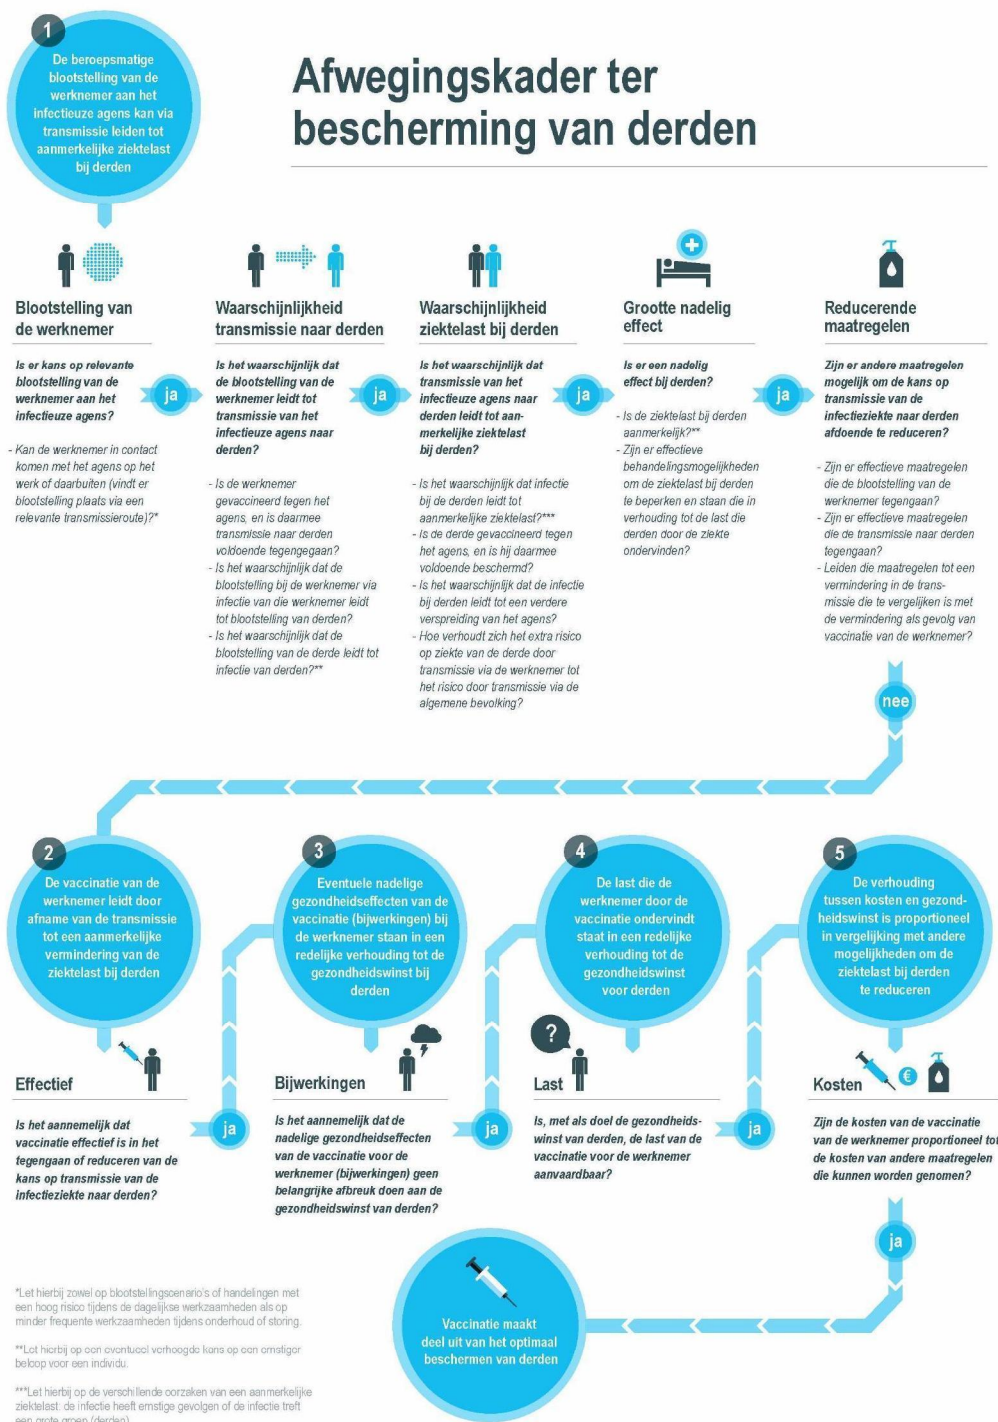 Afwegingskader ter
bescherming van derden
1
De beroepsmatige
blootstelling van de
werknemer aan het
infectieuze agens kan via
transmissie leiden tot
aanmerkelijke ziektelast
bij derden
Blootstelling van
de werknemer
Is er kans op relevante
blootstelling van de
werknemer aan het
infectieuze agens?
- Kan de werknemer in contact
komen met het agens op het
werk of daarbuiten (vindt er
blootstelling plaats via een
relevante transmissieroute)?*
ja
Waarschijnlijkheid
transmissie naar derden
Is het waarschijnlijk dat
de blootstelling van de
werknemer leidt tot
transmissie van het
infectieuze agens naar
derden?
- Is de werknemer
gevaccineerd tegen het
agens, en is daarmee
transmissie naar derden
voldoende tegengegaan?
- Is het waarschijnlijk dat de
blootstelling bij de werknemer via
infectie van die werknemer leidt
tot blootstelling van derden?
- Is het waarschijnlijk dat de
blootstelling van de derde leidt tot
infectie van derden?**
ja
Waarschijnlijkheid
ziektelast bij derden
Is het waarschijnlijk dat
transmissie van het
infectieuze agens naar
derden leidt tot aan-
merkelijke ziektelast
bij derden?
- Is het waarschijnlijk dat infectie
bij de derden leidt tot
aanmerkelijke ziektelast?***
- Is de derde gevaccineerd tegen
het agens, en is hij daarmee
voldoende beschermd?
- Is het waarschijnlijk dat de infectie
bij derden leidt tot een verdere
verspreiding van het agens?
- Hoe verhoudt zich het extra risico
op ziekte van de derde door
transmissie via de werknemer tot
het risico door transmissie via de
algemene bevolking?
ja
Grootte nadelig
effect
Is er een nadelig
effect bij derden?
- Is de ziektelast bij derden
aanmerkelijk?**
- Zijn er effectieve
behandelingsmogelijkheden
om de ziektelast bij derden
te beperken en staan die in
verhouding tot de last die
derden door de ziekte
ondervinden?
ja
Reducerende
maatregelen
Zijn er andere maatregelen
mogelijk om de kans op
transmissie van de
infectieziekte naar derden
afdoende te reduceren?
- Zijn er effectieve maatregelen
die de blootstelling van de
werknemer tegengaan?
- Zijn er effectieve maatregelen
die de transmissie naar derden
tegengaan?
- Leiden die maatregelen tot een
vermindering in de trans-
missie die te vergelijken is met
de vermindering als gevolg van
vaccinatie van de werknemer?
nee
2
De vaccinatie van de
werknemer leidt door
afname van de transmissie
tot een aanmerkelijke
vermindering van de
ziektelast bij derden
Effectief
Is het aannemelijk dat
vaccinatie effectief is in het
tegengaan of reduceren van de
kans op transmissie van de
infectieziekte naar derden?
ja
3
Eventuele nadelige
gezondheidseffecten van de
vaccinatie (bijwerkingen) bij
de werknemer staan in een
redelijke verhouding tot de
gezondheidswinst bij
derden
Bijwerkingen
Is het aannemelijk dat de
nadelige gezondheidseffecten
van de vaccinatie voor de
werknemer (bijwerkingen) geen
belangrijke afbreuk doen aan de
gezondheidswinst van derden?
ja
4
De last die de
werknemer door de
vaccinatie ondervindt
staat in een redelijke
verhouding tot de
gezondheidswinst
voor derden
?
Last
Is, met als doel de gezondheids-
winst van derden, de last van de
vaccinatie voor de werknemer
aanvaardbaar?
ja
5
De verhouding
tussen kosten en gezond-
heidswinst is proportioneel
in vergelijking met andere
mogelijkheden om de
ziektelast bij derden
te reduceren
€
Kosten
Zijn de kosten van de vaccinatie
van de werknemer proportioneel tot
de kosten van andere maatregelen
die kunnen worden genomen?
ja
Vaccinatie maakt
deel uit van het optimaal
beschermen van derden
*Let hierbij zowel op blootstellingscenario's of handelingen met
een hoog risico tijdens de dagelijkse werkzaamheden als op
minder frequente werkzaamheden tijdens onderhoud of storing.
**Let hierbij op een eventueel verhoogde kans op een ernstiger
beloop voor een individu.
***Let hierbij op de verschillende oorzaken van een aanmerkelijke
ziektelast: de infectie heeft ernstige gevolgen of de infectie treft
een grote groep (derden).